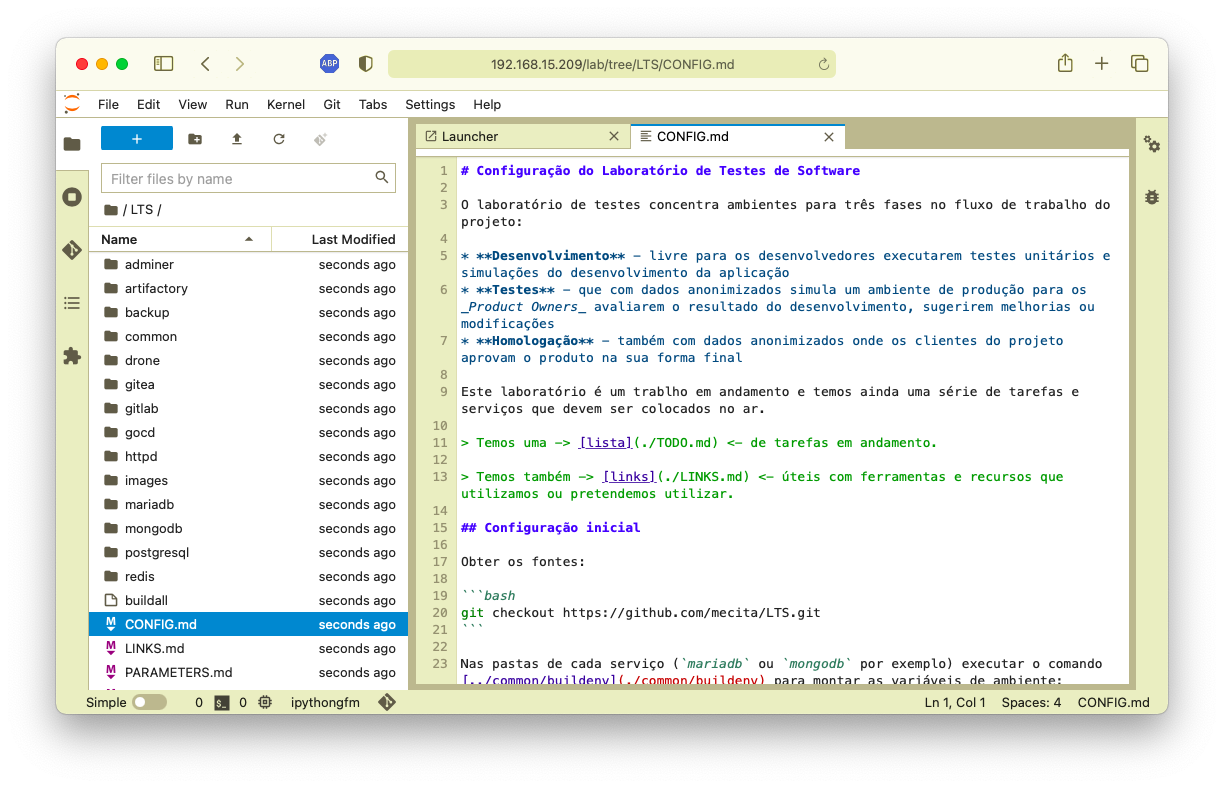 ABP
192.168.15.209/lab/tree/LTS/CONFIG.md
File Edit View Run Kernel Git Tabs Settings Help
+
Filter files by name
/ LTS /
Name Last Modified
adminer seconds ago
artifactory seconds ago
backup seconds ago
common seconds ago
drone seconds ago
gitea seconds ago
gitlab seconds ago
gocd seconds ago
httpd seconds ago
images seconds ago
mariadb seconds ago
mongodb seconds ago
postgresql seconds ago
redis seconds ago
buildall seconds ago
CONFIG.md seconds ago
LINKS.md seconds ago
PARAMETERS.md seconds ago
Launcher
CONFIG.md
1 # Configuração do Laboratório de Testes de Software
2
3 O laboratório de testes concentra ambientes para três fases no fluxo de trabalho do
projeto:
4
5 * **Desenvolvimento** - livre para os desenvolvedores executarem testes unitários e
simulações do desenvolvimento da aplicação
6 * **Testes** - que com dados anonimizados simula um ambiente de produção para os
_Product Owners_ avaliarem o resultado do desenvolvimento, sugerirem melhorias ou
modificações
7 * **Homologação** - também com dados anonimizados onde os clientes do projeto
aprovam o produto na sua forma final
8
9 Este laboratório é um trablho em andamento e temos ainda uma série de tarefas e
serviços que devem ser colocados no ar.
10
11 > Temos uma -> [lista](./TODO.md) <- de tarefas em andamento.
12
13 > Temos também -> [links](./LINKS.md) <- úteis com ferramentas e recursos que
utilizamos ou pretendemos utilizar.
14
15 ## Configuração inicial
16
17 Obter os fontes:
18
19 ```bash
20 git checkout https://github.com/mecita/LTS.git
21 ```
22
23 Nas pastas de cada serviço (`mariadb` ou `mongodb` por exemplo) executar o comando
[../common/buildenv](./common/buildenv) para montar as variáveis de ambiente:
Simple 0 $_ 0 ipythongfm
Ln 1, Col 1 Spaces: 4 CONFIG.md